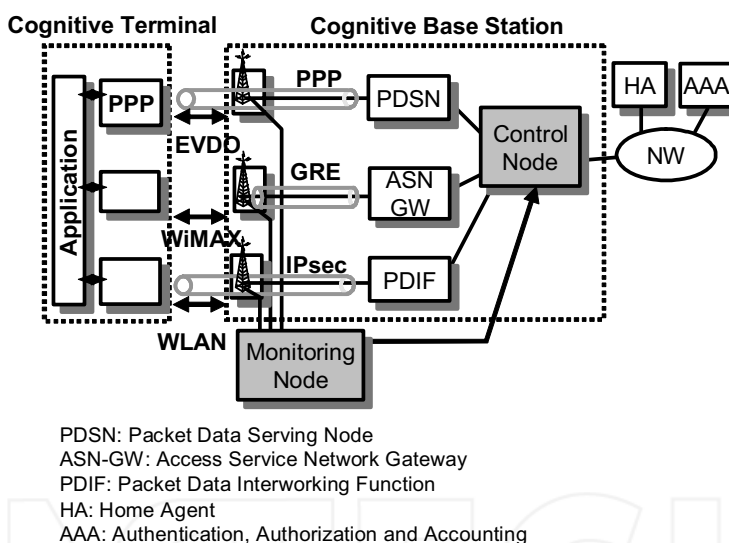 Cognitive Terminal
Cognitive Base Station
Application
PPP
EVDO
WiMAX
WLAN
PPP
GRE
IPsec
PDSN
ASN
GW
PDIF
Control
Node
Monitoring
Node
HA
AAA
NW
PDSN: Packet Data Serving Node
ASN-GW: Access Service Network Gateway
PDIF: Packet Data Interworking Function
HA: Home Agent
AAA: Authentication, Authorization and Accounting